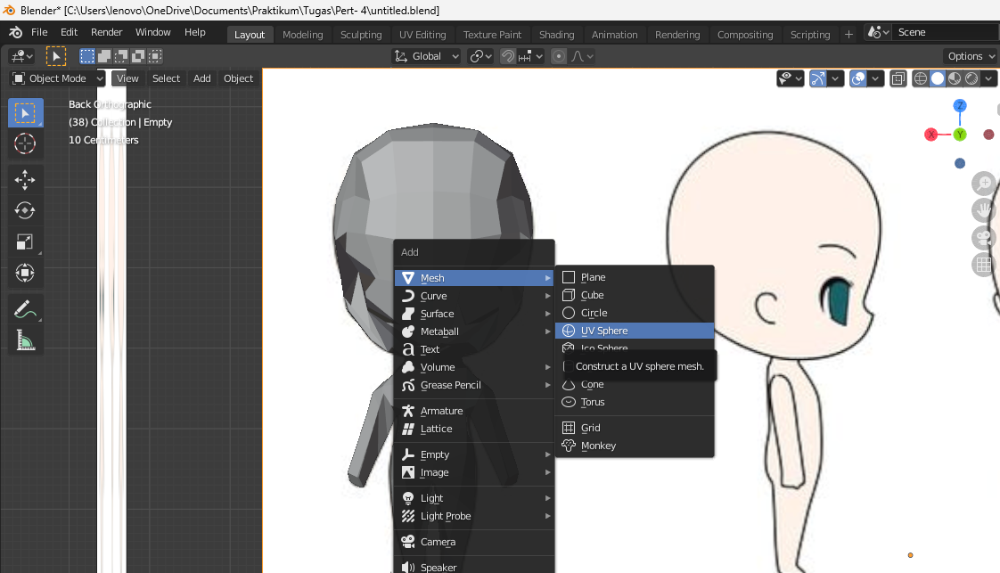 Blender* [C:\Users\lenovo\OneDrive\Documents\Praktikum\Tugas\Pert- 4\untitled.blend]
File Edit Render Window Help Layout Modeling Sculpting UV Editing Texture Paint Shading Animation Rendering Compositing Scripting + Scene
Global Options
Object Mode View Select Add Object
Back Orthographic
(38) Collection | Empty
10 Centimeters
Z
X
Y
Add
Mesh
Curve
Surface
Metaball
Text
Volume
Grease Pencil
Armature
Lattice
Empty
Image
Light
Light Probe
Camera
Speaker
Plane
Cube
Circle
UV Sphere
Ico Sphere
Construct a UV sphere mesh.
Cone
Torus
Grid
Monkey